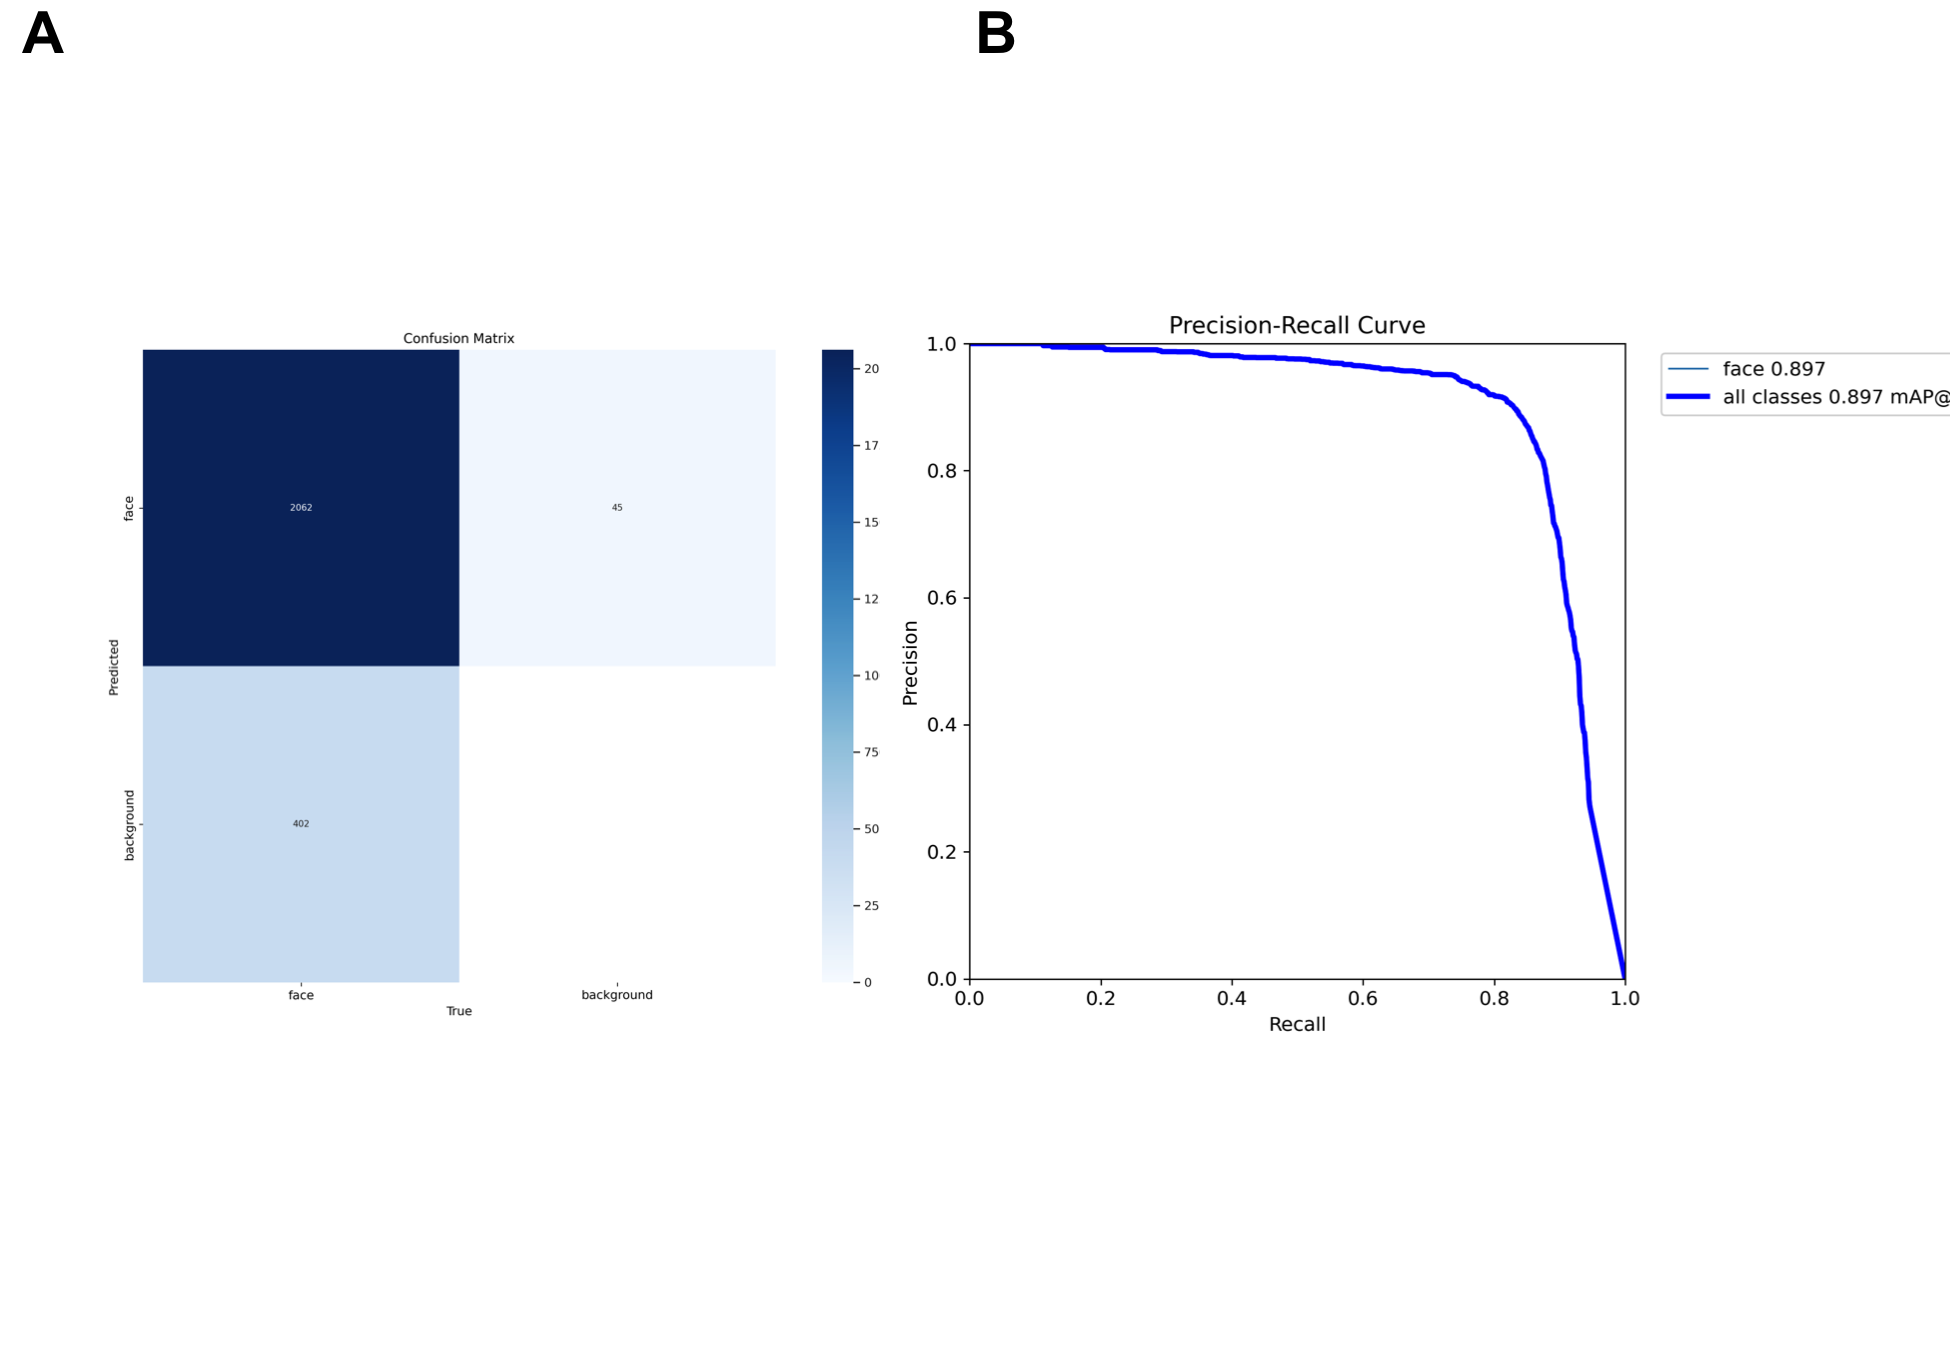 A
B
Confusion Matrix
face
background
Predicted
2062
45
402
face
background
True
20
17
15
12
10
75
50
25
0
Precision-Recall Curve
1.0
0.8
0.6
0.4
0.2
0.0
Precision
0.0 0.2 0.4 0.6 0.8 1.0
Recall
face 0.897
all classes 0.897 mAP@